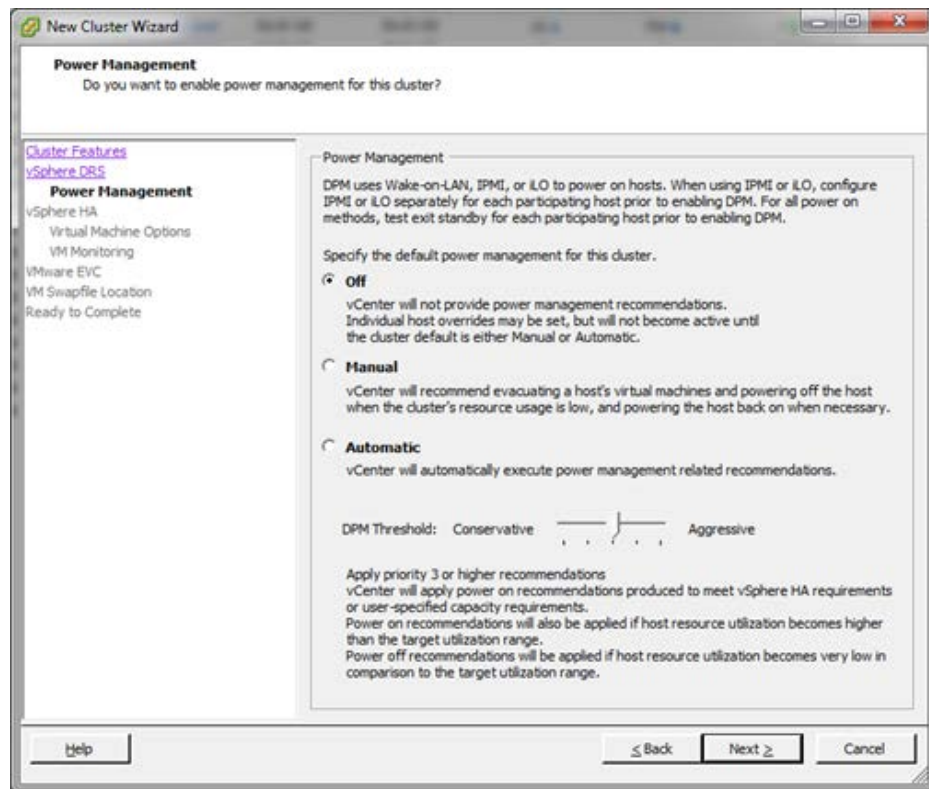 New Cluster Wizard
Power Management
Do you want to enable power management for this cluster?
Cluster Features
vSphere DRS
Power Management
vSphere HA
Virtual Machine Options
VM Monitoring
VMware EVC
VM Swapfile Location
Ready to Complete
Power Management
DPM uses Wake-on-LAN, IPMI, or iLO to power on hosts. When using IPMI or iLO, configure
IPMI or iLO separately for each participating host prior to enabling DPM. For all power on
methods, test exit standby for each participating host prior to enabling DPM.
Specify the default power management for this cluster.
Off
vCenter will not provide power management recommendations.
Individual host overrides may be set, but will not become active until
the cluster default is either Manual or Automatic.
Manual
vCenter will recommend evacuating a host's virtual machines and powering off the host
when the cluster's resource usage is low, and powering the host back on when necessary.
Automatic
vCenter will automatically execute power management related recommendations.
DPM Threshold: Conservative Aggressive
Apply priority 3 or higher recommendations
vCenter will apply power on recommendations produced to meet vSphere HA requirements
or user-specified capacity requirements.
Power on recommendations will also be applied if host resource utilization becomes higher
than the target utilization range.
Power off recommendations will be applied if host resource utilization becomes very low in
comparison to the target utilization range.
Help ≤ Back Next ≥ Cancel